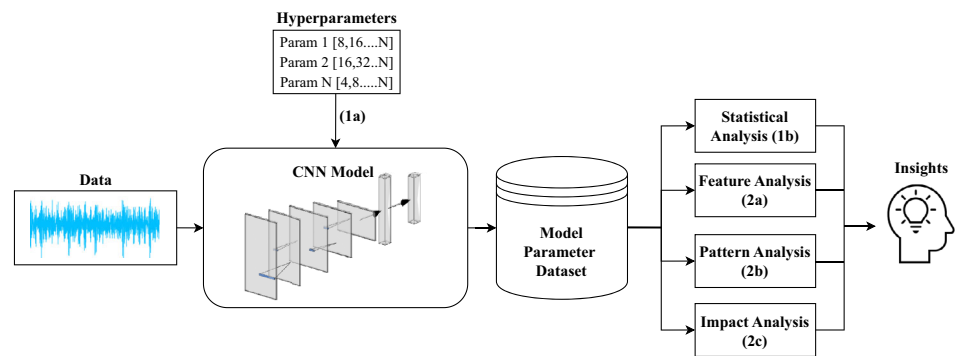 Hyperparameters
Param 1 [8,16....N]
Param 2 [16,32..N]
Param N [4,8.....N]
(1a)
Data
CNN Model
Model
Parameter
Dataset
Statistical
Analysis (1b)
Feature Analysis
(2a)
Pattern Analysis
(2b)
Impact Analysis
(2c)
Insights